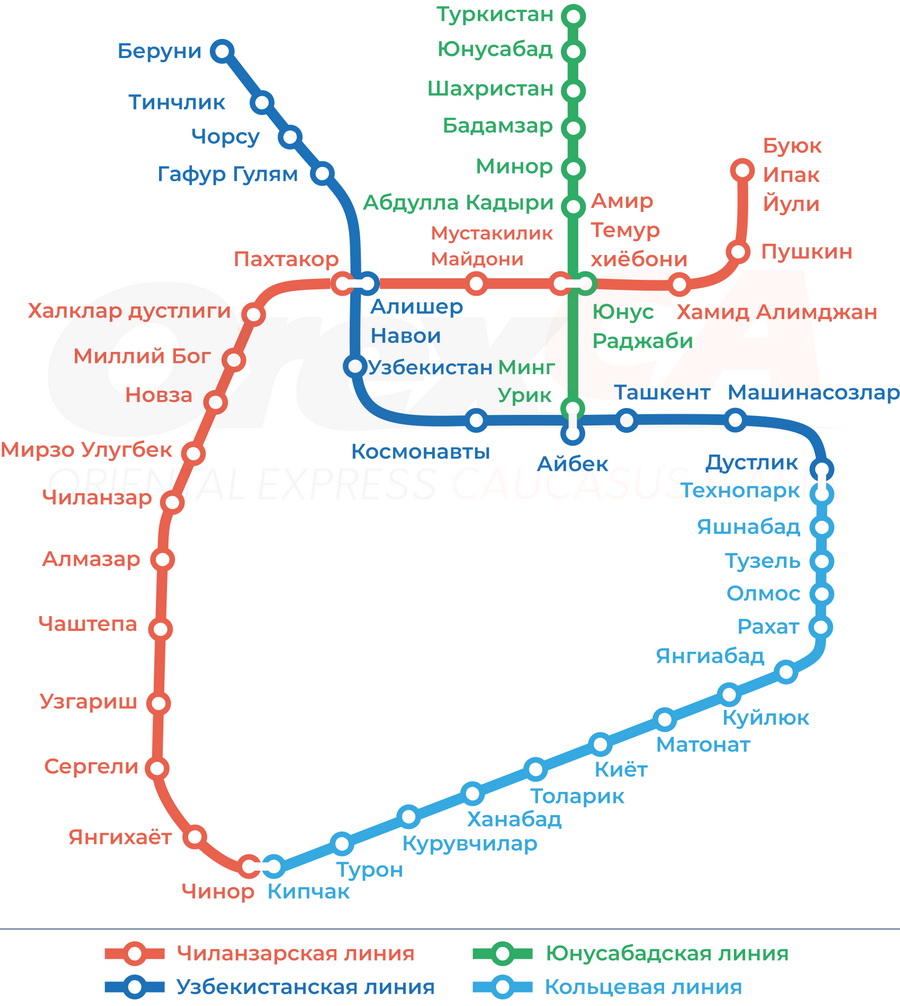 Туркистан
Юнусабад
Шахристан
Бадамзар
Минор
Абдулла Кадыри
Беруни
Тинчлик
Чорсу
Гафур Гулям
Буюк
Ипак
Йули
Пушкин
Амир
Темур
хиёбони
Мустакилик
Майдони
Пахтакор
Халклар дустлиги
Алишер
Навои
Юнус
Раджаби
Хамид Алимджан
Миллий Бог
Узбекистан
Минг
Урик
Новза
Ташкент
Машинасозлар
Мирзо Улугбек
Космонавты
Айбек
Дустлик
Технопарк
Чиланзар
Яшнабад
Алмазар
Тузель
Олмос
Чаштепа
Рахат
Янгиабад
Узгариш
Куйлюк
Матонат
Сергели
Киёт
Толарик
Ханабад
Янгихаёт
Курувчилар
Турон
Чинор
Кипчак
OrexCA
ORIENTAL EXPRESS CAUCASUS
Чиланзарская линия
Юнусабадская линия
Узбекистанская линия
Кольцевая линия